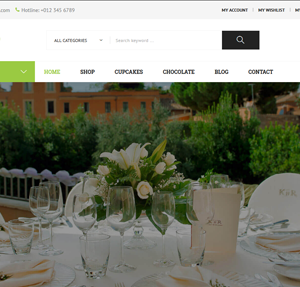 .com Hotline: +012 345 6789 MY ACCOUNT MY WISHLIST
ALL CATEGORIES Search keyword...
HOME SHOP CUPCAKES CHOCOLATE BLOG CONTACT